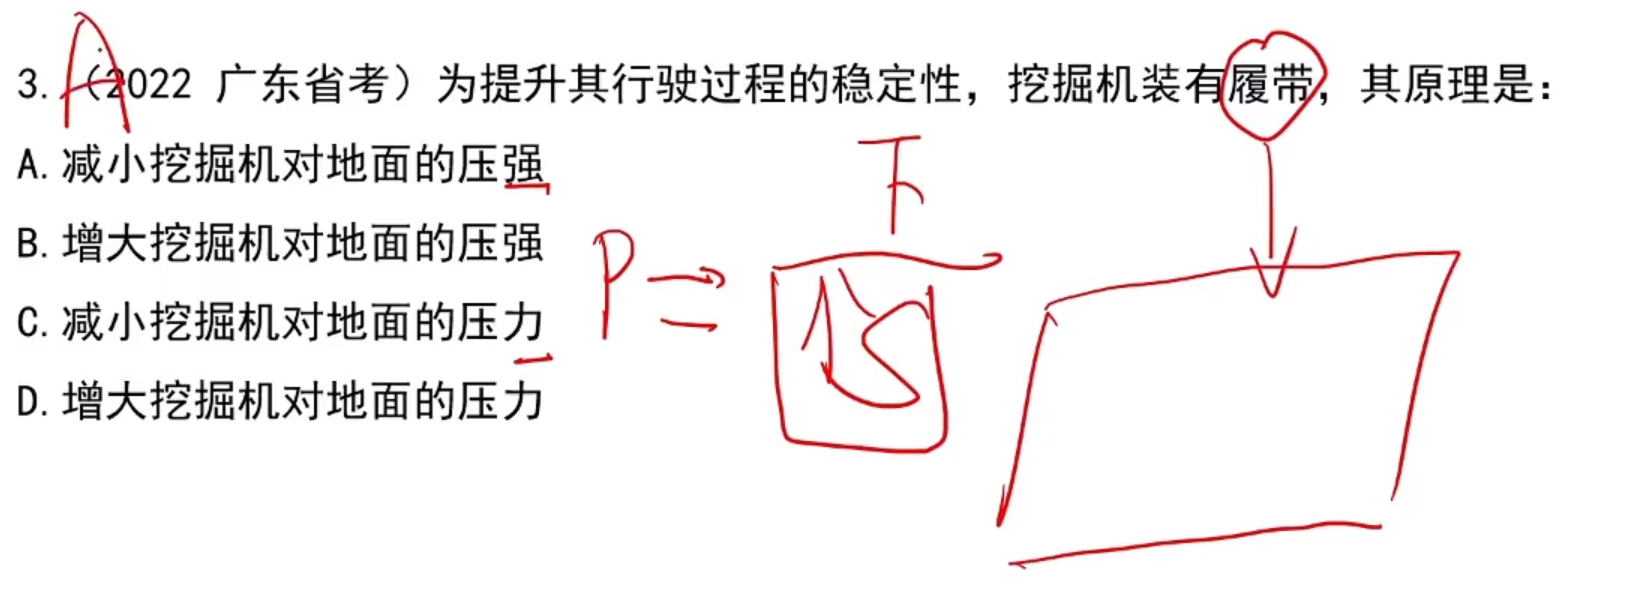 A
3. （2022 广东省考）为提升其行驶过程的稳定性，挖掘机装有履带，其原理是：
A. 减小挖掘机对地面的压强
B. 增大挖掘机对地面的压强
C. 减小挖掘机对地面的压力
D. 增大挖掘机对地面的压力
F
P=
↑S